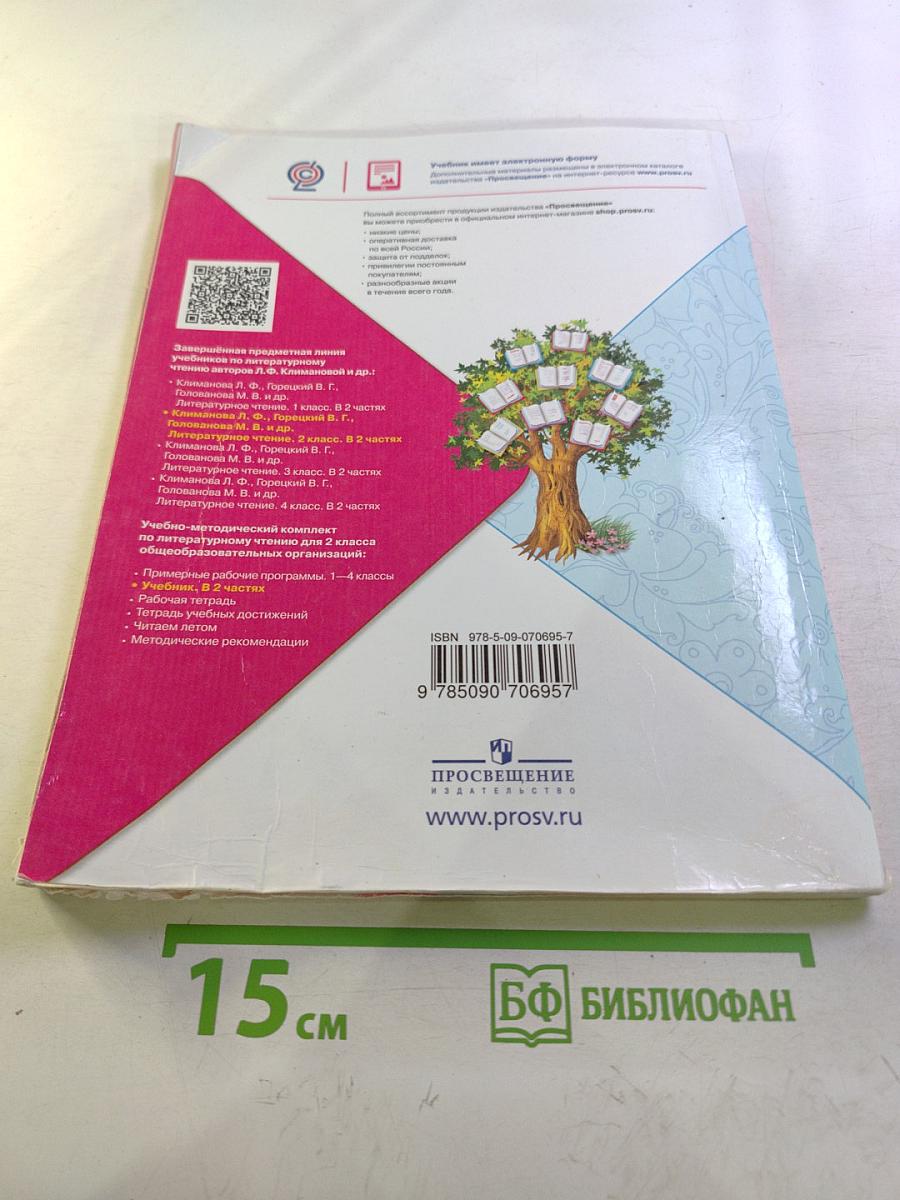 Учебник имеет электронную форму
Дополнительные материалы размещены в электронном каталоге
издательства «Просвещение» на интернет-ресурсе www.prosv.ru
Полный ассортимент продукции издательства «Просвещение»
вы можете приобрести в официальном интернет-магазине shop.prosv.ru:
• низкие цены;
• оперативная доставка
по всей России;
• защита от подделок;
• привилегии постоянным
покупателям;
• разнообразные акции
в течение всего года.
Завершённая предметная линия
учебников по литературному
чтению авторов Л.Ф. Климановой и др.:
• Климанова Л. Ф., Горецкий В. Г.,
Голованова М. В. и др.
Литературное чтение. 1 класс. В 2 частях
• Климанова Л. Ф., Горецкий В. Г.,
Голованова М. В. и др.
Литературное чтение. 2 класс. В 2 частях
• Климанова Л. Ф., Горецкий В. Г.,
Голованова М. В. и др.
Литературное чтение. 3 класс. В 2 частях
• Климанова Л. Ф., Горецкий В. Г.,
Голованова М. В. и др.
Литературное чтение. 4 класс. В 2 частях
Учебно-методический комплект
по литературному чтению для 2 класса
общеобразовательных организаций:
• Примерные рабочие программы. 1—4 классы
• Учебник. В 2 частях
• Рабочая тетрадь
• Тетрадь учебных достижений
• Читаем летом
• Методические рекомендации
ISBN 978-5-09-070695-7
9 785090 706957
ИП
ПРОСВЕЩЕНИЕ
ИЗДАТЕЛЬСТВО
www.prosv.ru
15 см
БФ БИБЛИОФАН